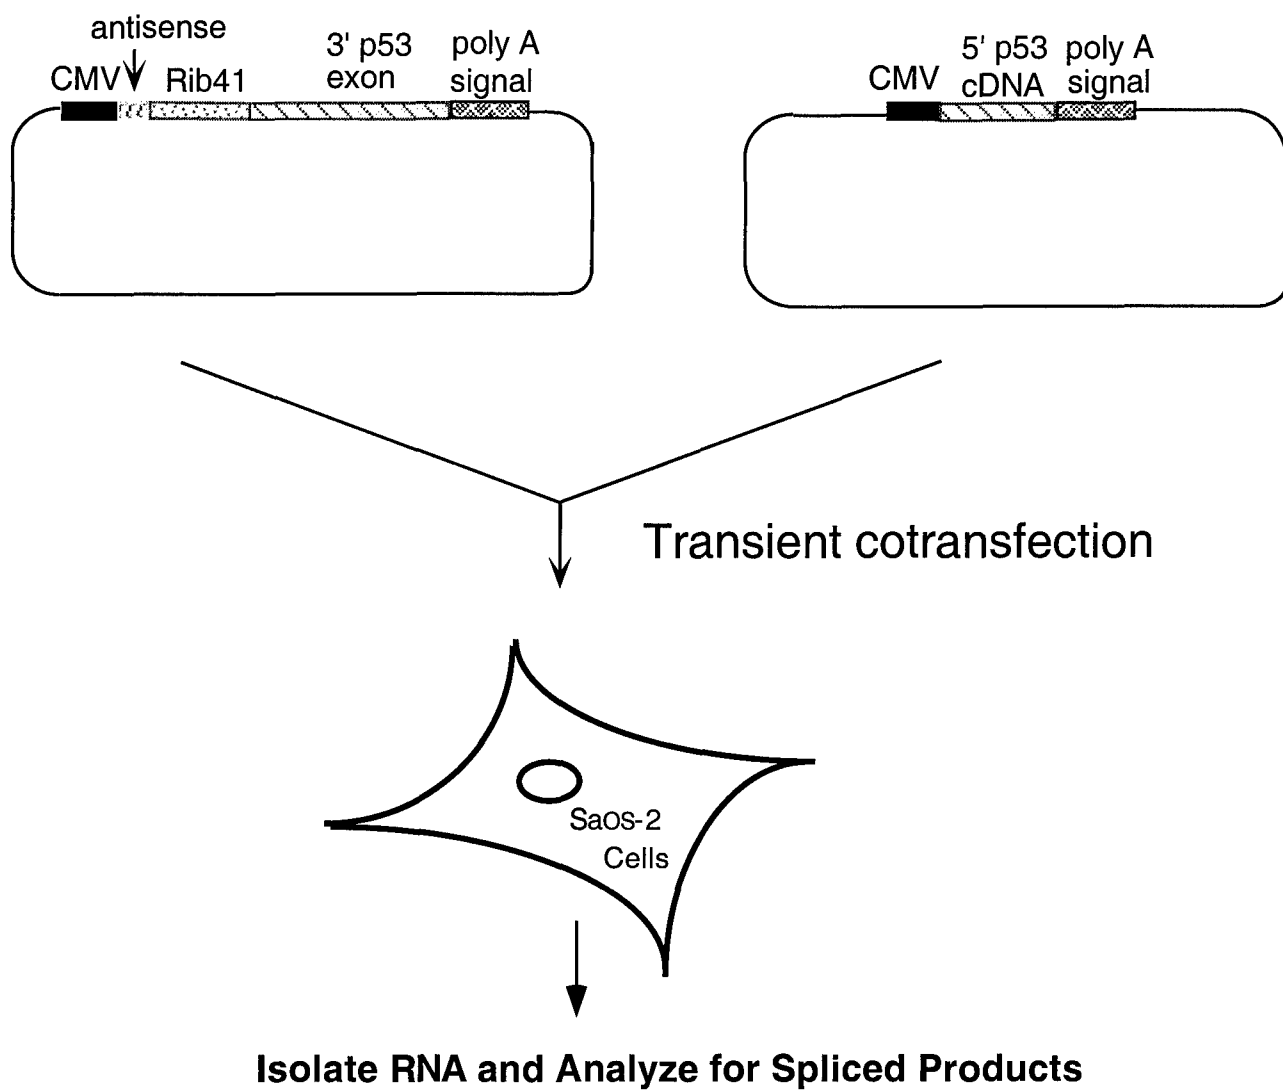 antisense
CMV
Rib41
3' p53
exon
poly A
signal
CMV
5' p53
cDNA
poly A
signal
Transient cotransfection
SaOS-2
Cells
Isolate RNA and Analyze for Spliced Products